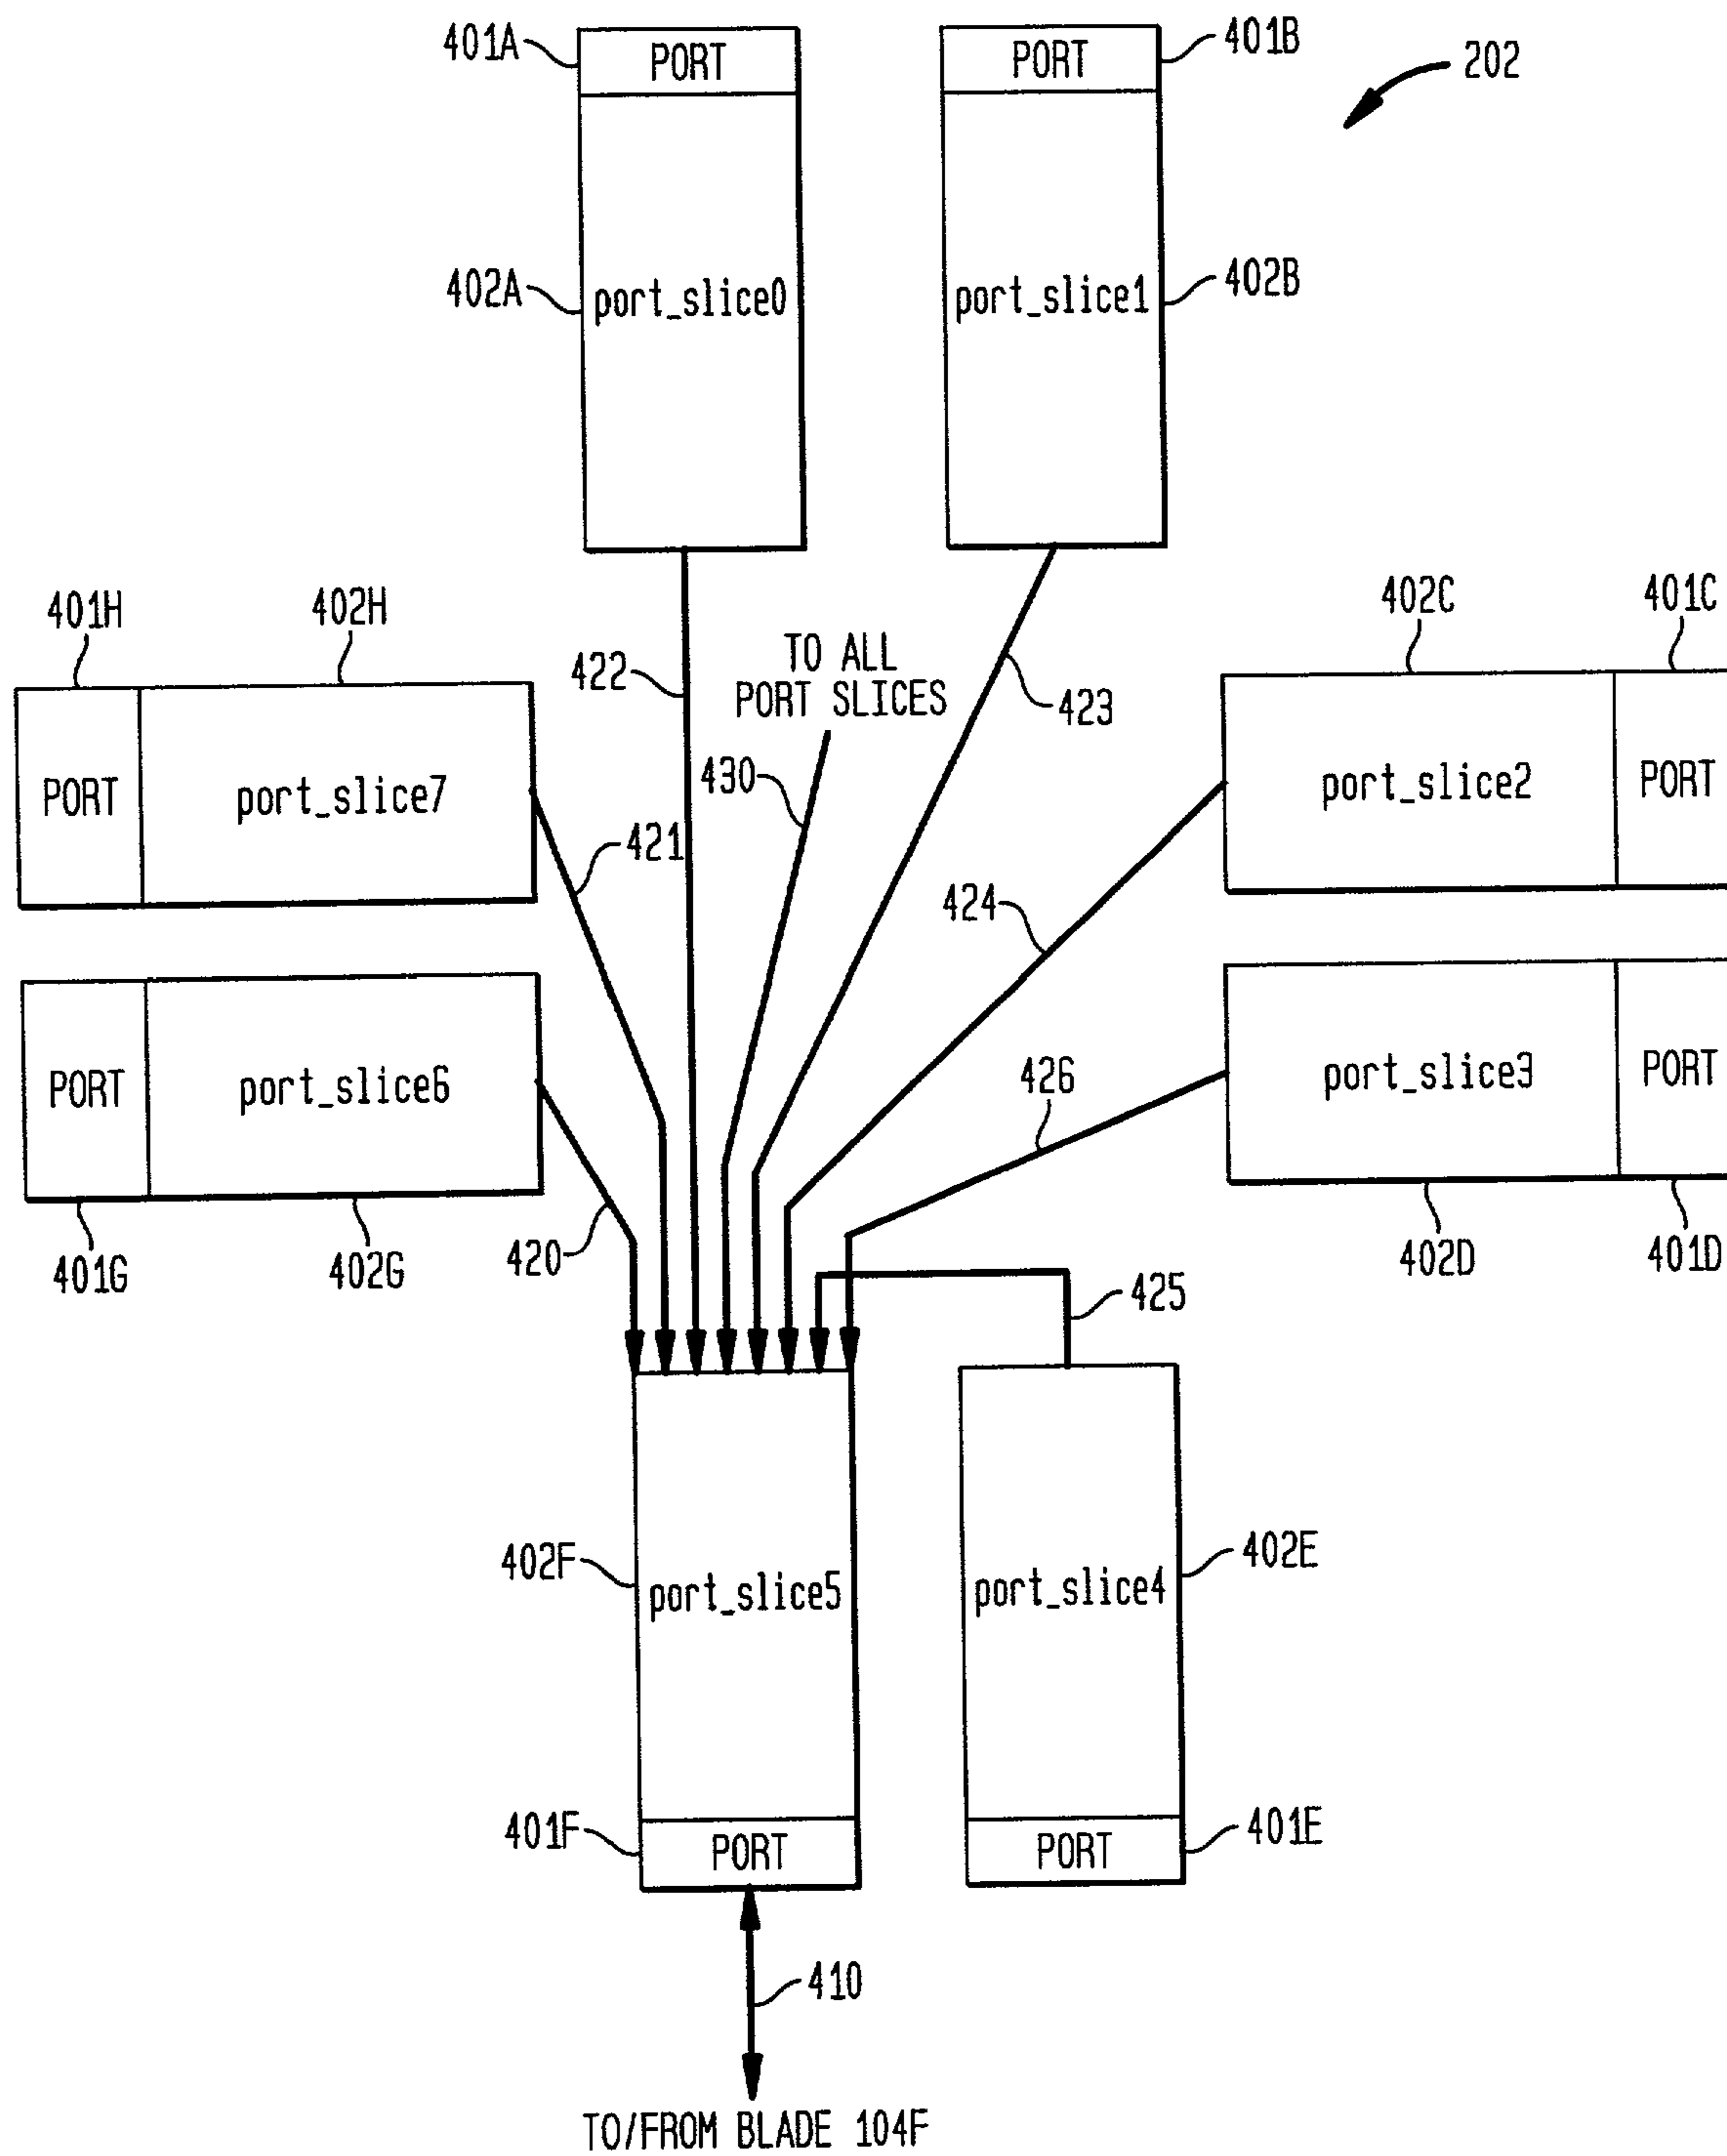 401A
PORT
PORT
401B
202
402A
port_slice0
port_slice1
402B
401H
402H
402C
401C
422
TO ALL
PORT SLICES
423
430
PORT
port_slice7
port_slice2
PORT
421
424
PORT
port_slice6
426
port_slice3
PORT
401G
402G
420
402D
401D
425
402F
port_slice5
port_slice4
402E
401F
PORT
PORT
401E
410
TO/FROM BLADE 104F